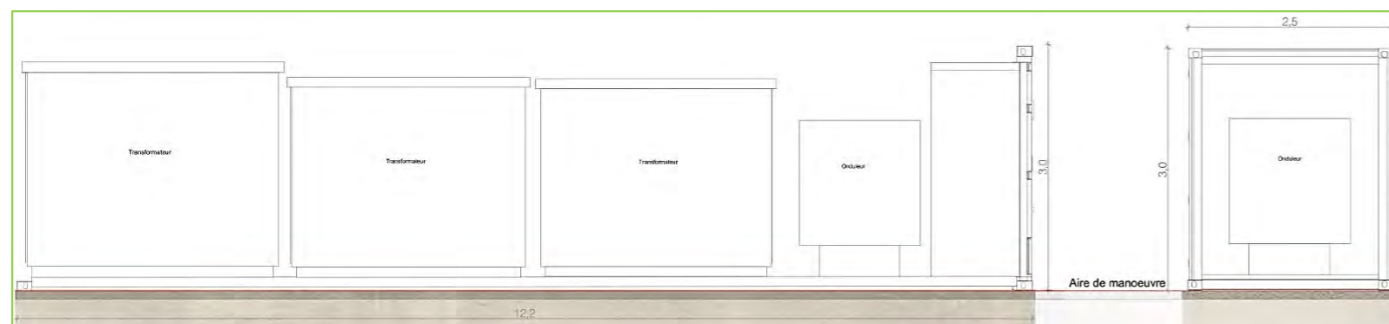 2,5
Transformateur
Transformateur
Transformateur
Onduleur
3,0
3,0
Onduleur
Aire de manoeuvre
12,2